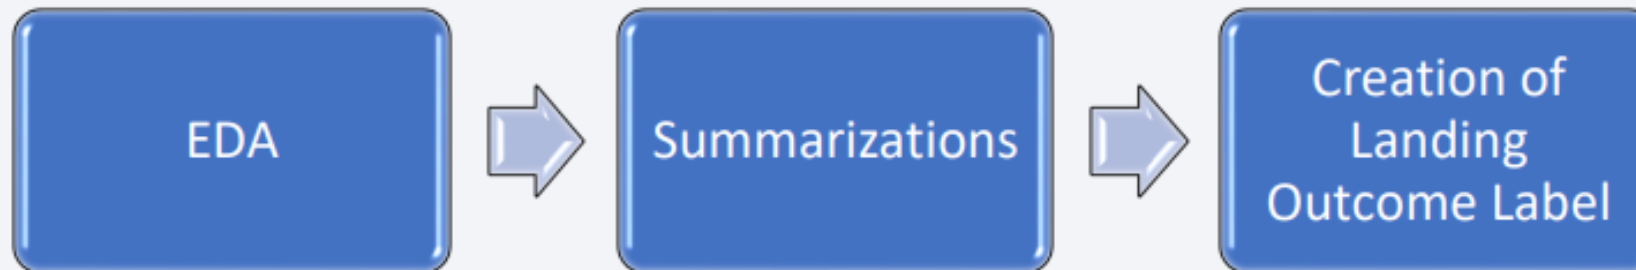 EDA
Summarizations
Creation of
Landing
Outcome Label